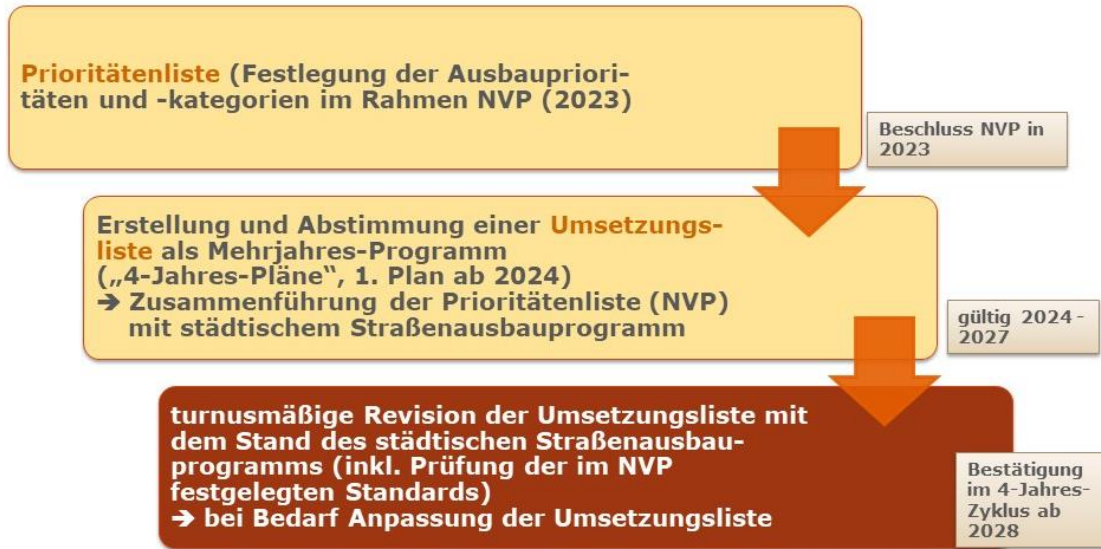 Prioritätenliste (Festlegung der Ausbaupriori-
täten und -kategorien im Rahmen NVP (2023)
Beschluss NVP in
2023
Erstellung und Abstimmung einer Umsetzungs-
liste als Mehrjahres-Programm
(„4-Jahres-Pläne“, 1. Plan ab 2024)
➔ Zusammenführung der Prioritätenliste (NVP)
mit städtischem Straßenausbauprogramm
gültig 2024 -
2027
turnusmäßige Revision der Umsetzungsliste mit
dem Stand des städtischen Straßenausbau-
programms (inkl. Prüfung der im NVP
festgelegten Standards)
➔ bei Bedarf Anpassung der Umsetzungsliste
Bestätigung
im 4-Jahres-
Zyklus ab
2028